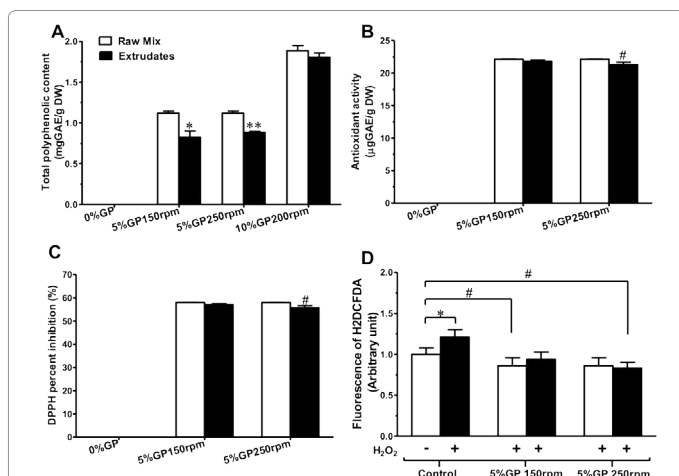 A
Raw Mix
Extrudates
Total polyphenolic content
(mgGAE/g DW)
2.0
1.5
1.0
0.5
0.0
*
**
0%GP
5%GP150rpm
5%GP250rpm
10%GP200rpm
B
Antioxidant activity
(µgGAE/g DW)
25
20
15
10
5
0
#
0%GP
5%GP150rpm
5%GP250rpm
C
DPPH percent inhibition (%)
70
60
50
40
30
20
10
0
#
0%GP
5%GP150rpm
5%GP250rpm
D
Fluorescence of H2DCFDA
(Arbitrary unit)
2.0
1.5
1.0
0.5
0.0
#
#
*
H2O2
- + + + + +
Control 5%GP 150rpm 5%GP 250rpm